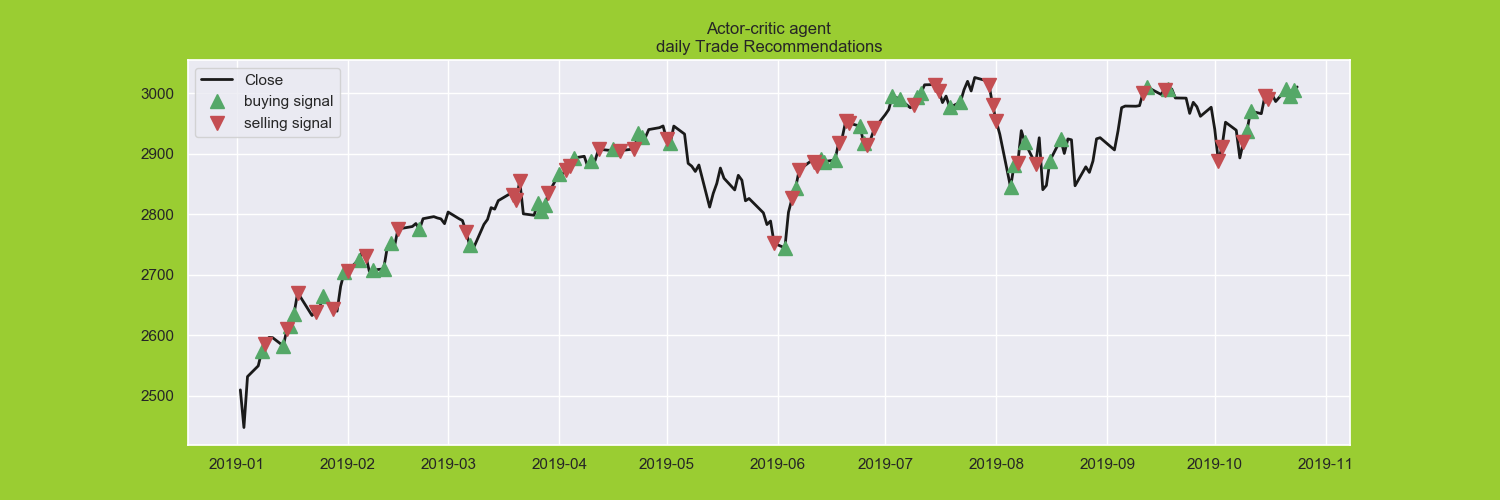 Actor-critic agent
daily Trade Recommendations
Close
buying signal
selling signal
3000
2900
2800
2700
2600
2500
2019-01 2019-02 2019-03 2019-04 2019-05 2019-06 2019-07 2019-08 2019-09 2019-10 2019-11